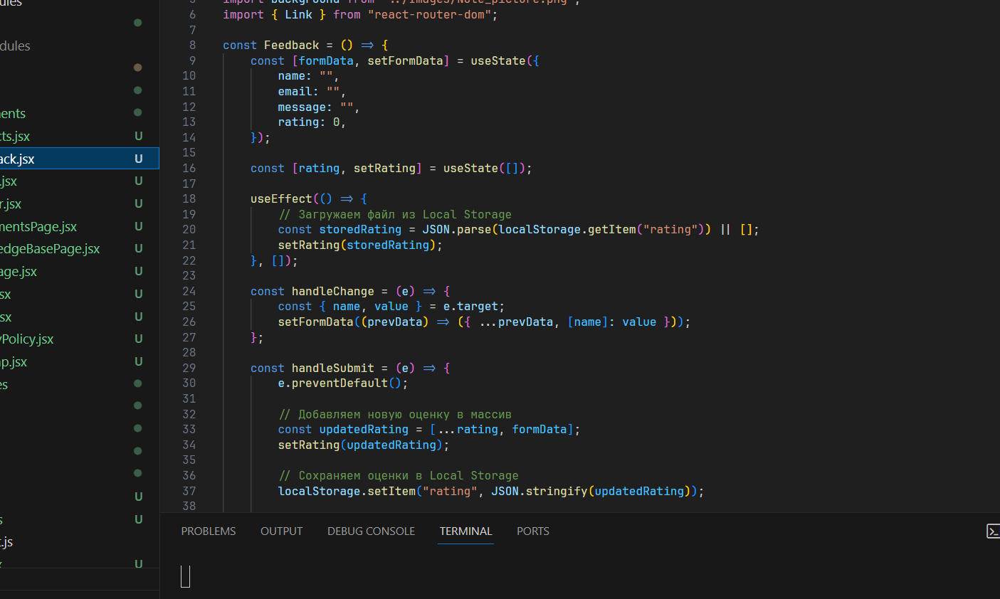 ules
dules
ents
cts.jsx U
ack.jsx U
.jsx U
r.jsx U
mentsPage.jsx U
edgeBasePage.jsx U
age.jsx U
sx U
sx U
yPolicy.jsx U
ap.jsx U
es
U
s U
t.js
U
5 import background from "../images/Note_picture.png";
6 import { Link } from "react-router-dom";
7
8 const Feedback = () => {
9 const [formData, setFormData] = useState({
10 name: "",
11 email: "",
12 message: "",
13 rating: 0,
14 });
15
16 const [rating, setRating] = useState([]);
17
18 useEffect(() => {
19 // Загружаем файл из Local Storage
20 const storedRating = JSON.parse(localStorage.getItem("rating")) || [];
21 setRating(storedRating);
22 }, []);
23
24 const handleChange = (e) => {
25 const { name, value } = e.target;
26 setFormData((prevData) => ({ ...prevData, [name]: value }));
27 };
28
29 const handleSubmit = (e) => {
30 e.preventDefault();
31
32 // Добавляем новую оценку в массив
33 const updatedRating = [...rating, formData];
34 setRating(updatedRating);
35
36 // Сохраняем оценки в Local Storage
37 localStorage.setItem("rating", JSON.stringify(updatedRating));
38
PROBLEMS OUTPUT DEBUG CONSOLE TERMINAL PORTS